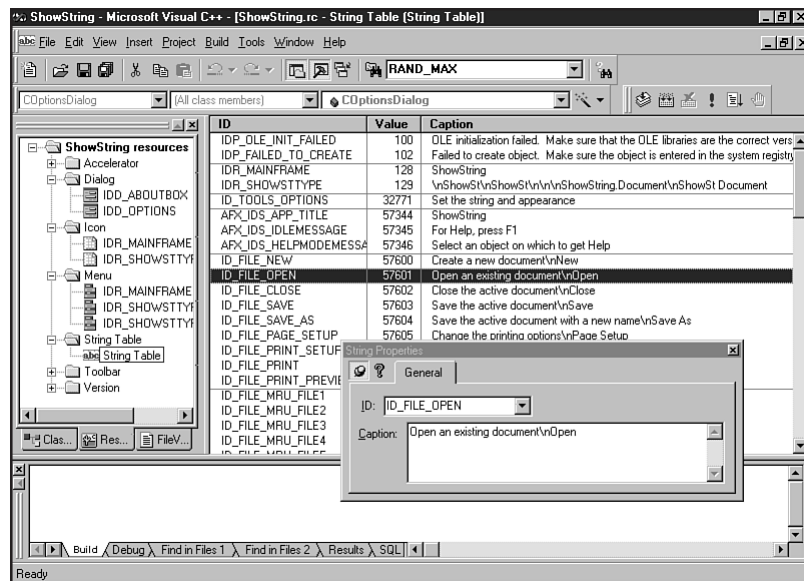 ShowString - Microsoft Visual C++ - [ShowString.rc - String Table (String Table)]
File Edit View Insert Project Build Tools Window Help
RAND_MAX
COptionsDialog (All class members) COptionsDialog
ShowString resources
Accelerator
Dialog
IDD_ABOUTBOX
IDD_OPTIONS
Icon
IDR_MAINFRAME
IDR_SHOWSTTYF
Menu
IDR_MAINFRAME
IDR_SHOWSTTYF
IDR_SHOWSTTYF
String Table
abc String Table
Toolbar
Version
Clas... Res... FileV...
ID Value Caption
IDP_OLE_INIT_FAILED 100 OLE initialization failed. Make sure that the OLE libraries are the correct vers
IDP_FAILED_TO_CREATE 102 Failed to create object. Make sure the object is entered in the system registry
IDR_MAINFRAME 128 ShowString
IDR_SHOWSTTYPE 129 \nShowSt\nShowSt\n\n\nShowString.Document\nShowSt Document
ID_TOOLS_OPTIONS 32771 Set the string and appearance
AFX_IDS_APP_TITLE 57344 ShowString
AFX_IDS_IDLEMESSAGE 57345 For Help, press F1
AFX_IDS_HELPMODEMESSA 57346 Select an object on which to get Help
ID_FILE_NEW 57600 Create a new document\nNew
ID_FILE_OPEN 57601 Open an existing document\nOpen
ID_FILE_CLOSE 57602 Close the active document\nClose
ID_FILE_SAVE 57603 Save the active document\nSave
ID_FILE_SAVE_AS 57604 Save the active document with a new name\nSave As
ID_FILE_PAGE_SETUP 57605 Change the printing options\nPage Setup
ID_FILE_PRINT_SETUP
ID_FILE_PRINT
ID_FILE_PRINT_PREVIE
ID_FILE_MRU_FILE1
ID_FILE_MRU_FILE2
ID_FILE_MRU_FILE3
ID_FILE_MRU_FILE4
String Properties
General
ID: ID_FILE_OPEN
Caption: Open an existing document\nOpen
Build Debug Find in Files 1 Find in Files 2 Results SQL
Ready